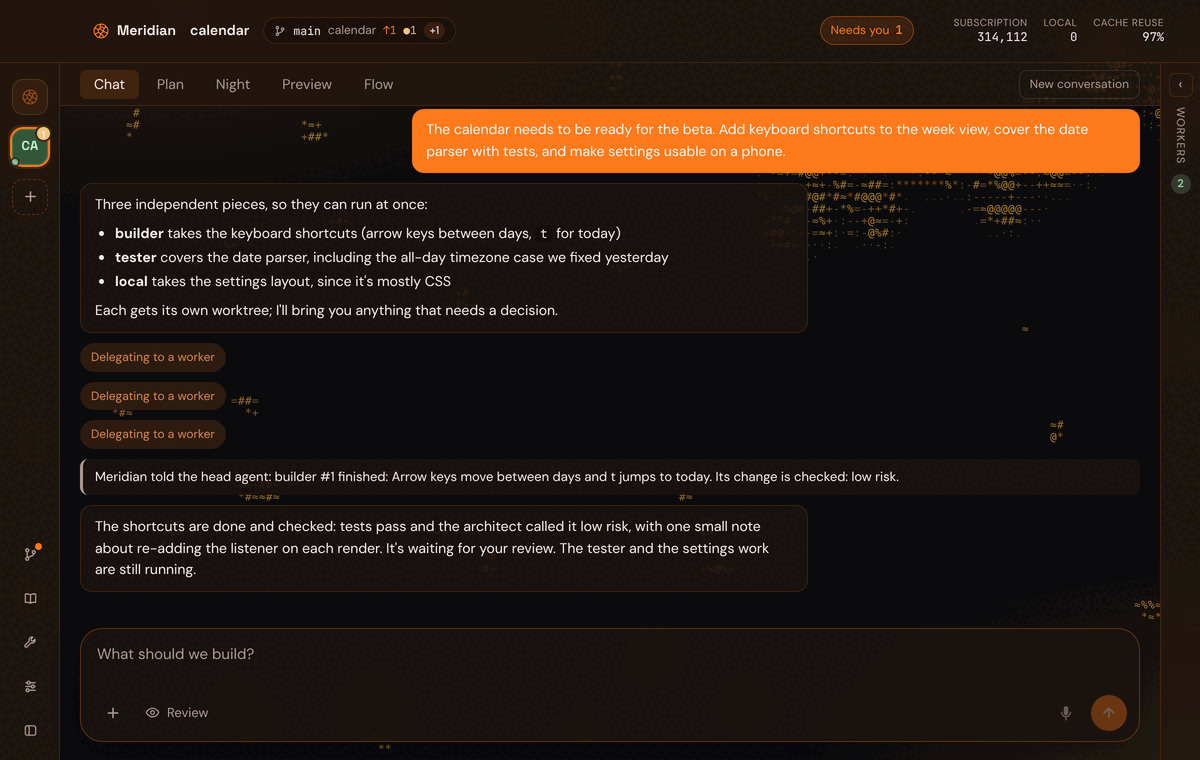 Meridian calendar
main calendar ↑1 ●1 +1
Needs you 1
SUBSCRIPTION
314,112
LOCAL
0
CACHE REUSE
97%
Chat
Plan
Night
Preview
Flow
New conversation
1
CA
WORKERS
2
The calendar needs to be ready for the beta. Add keyboard shortcuts to the week view, cover the date
parser with tests, and make settings usable on a phone.
Three independent pieces, so they can run at once:
• builder takes the keyboard shortcuts (arrow keys between days, t for today)
• tester covers the date parser, including the all-day timezone case we fixed yesterday
• local takes the settings layout, since it's mostly CSS
Each gets its own worktree; I'll bring you anything that needs a decision.
Delegating to a worker
Delegating to a worker
Delegating to a worker
Meridian told the head agent: builder #1 finished: Arrow keys move between days and t jumps to today. Its change is checked: low risk.
The shortcuts are done and checked: tests pass and the architect called it low risk, with one small note
about re-adding the listener on each render. It's waiting for your review. The tester and the settings work
are still running.
What should we build?
Review